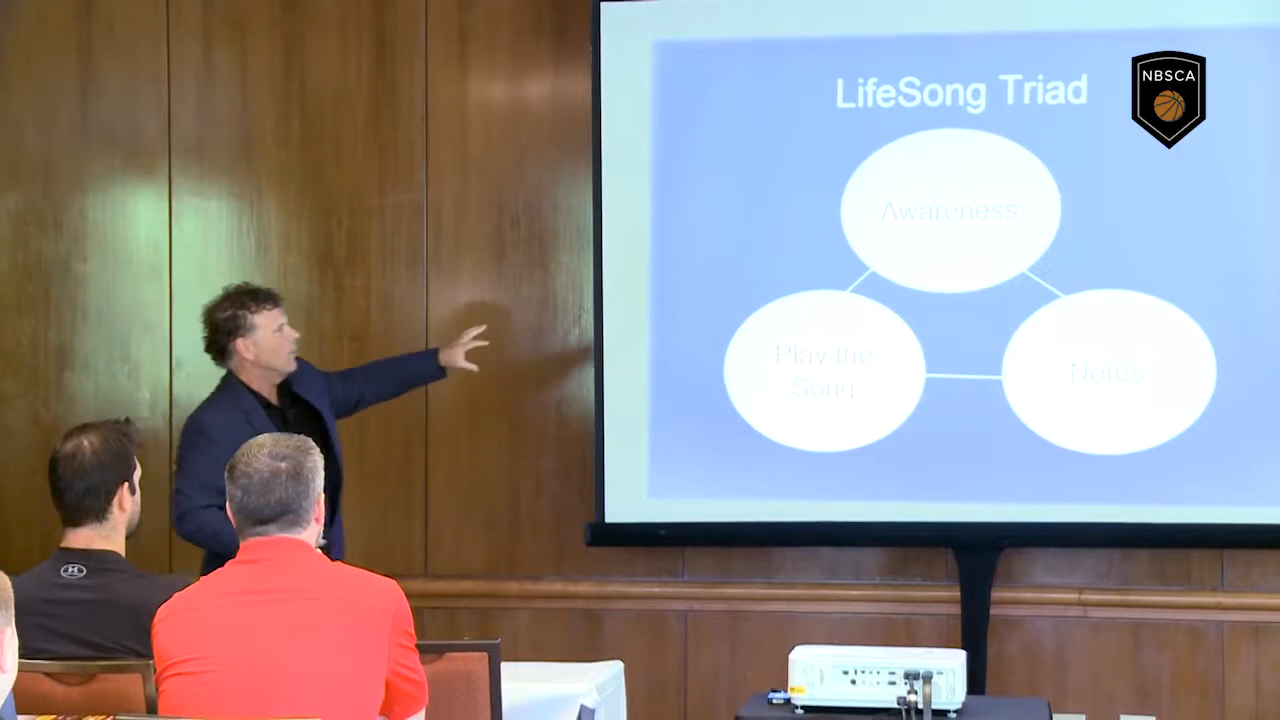 NBSCA
LifeSong Triad
Awareness
Play the
Song
Notes